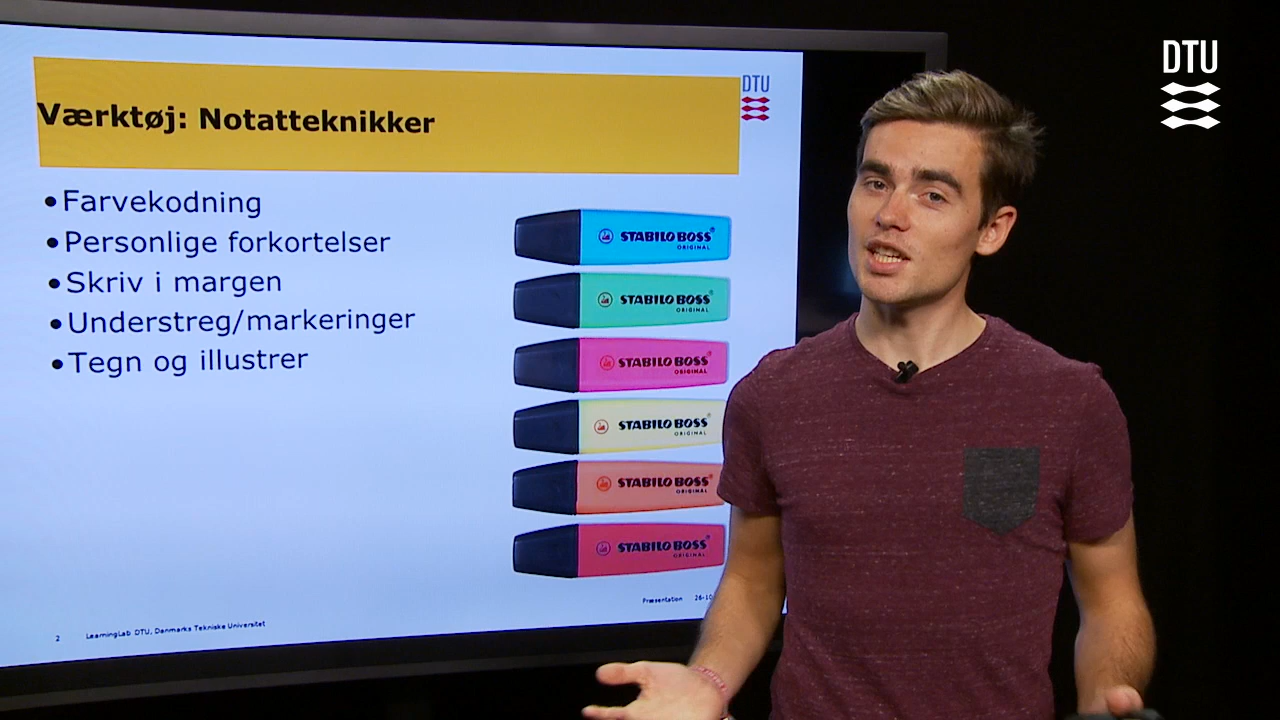 DTU
Værktøj: Notatteknikker
DTU
•Farvekodning
•Personlige forkortelser
•Skriv i margen
•Understreg/markeringer
•Tegn og illustrer
STABILO BOSS
ORIGINAL
STABILO BOSS
ORIGINAL
STABILO BOSS
ORIGINAL
STABILO BOSS
ORIGINAL
STABILO BOSS
ORIGINAL
STABILO BOSS
ORIGINAL
2 LearningLab DTU, Danmarks Tekniske Universitet
Præsentation 26-10